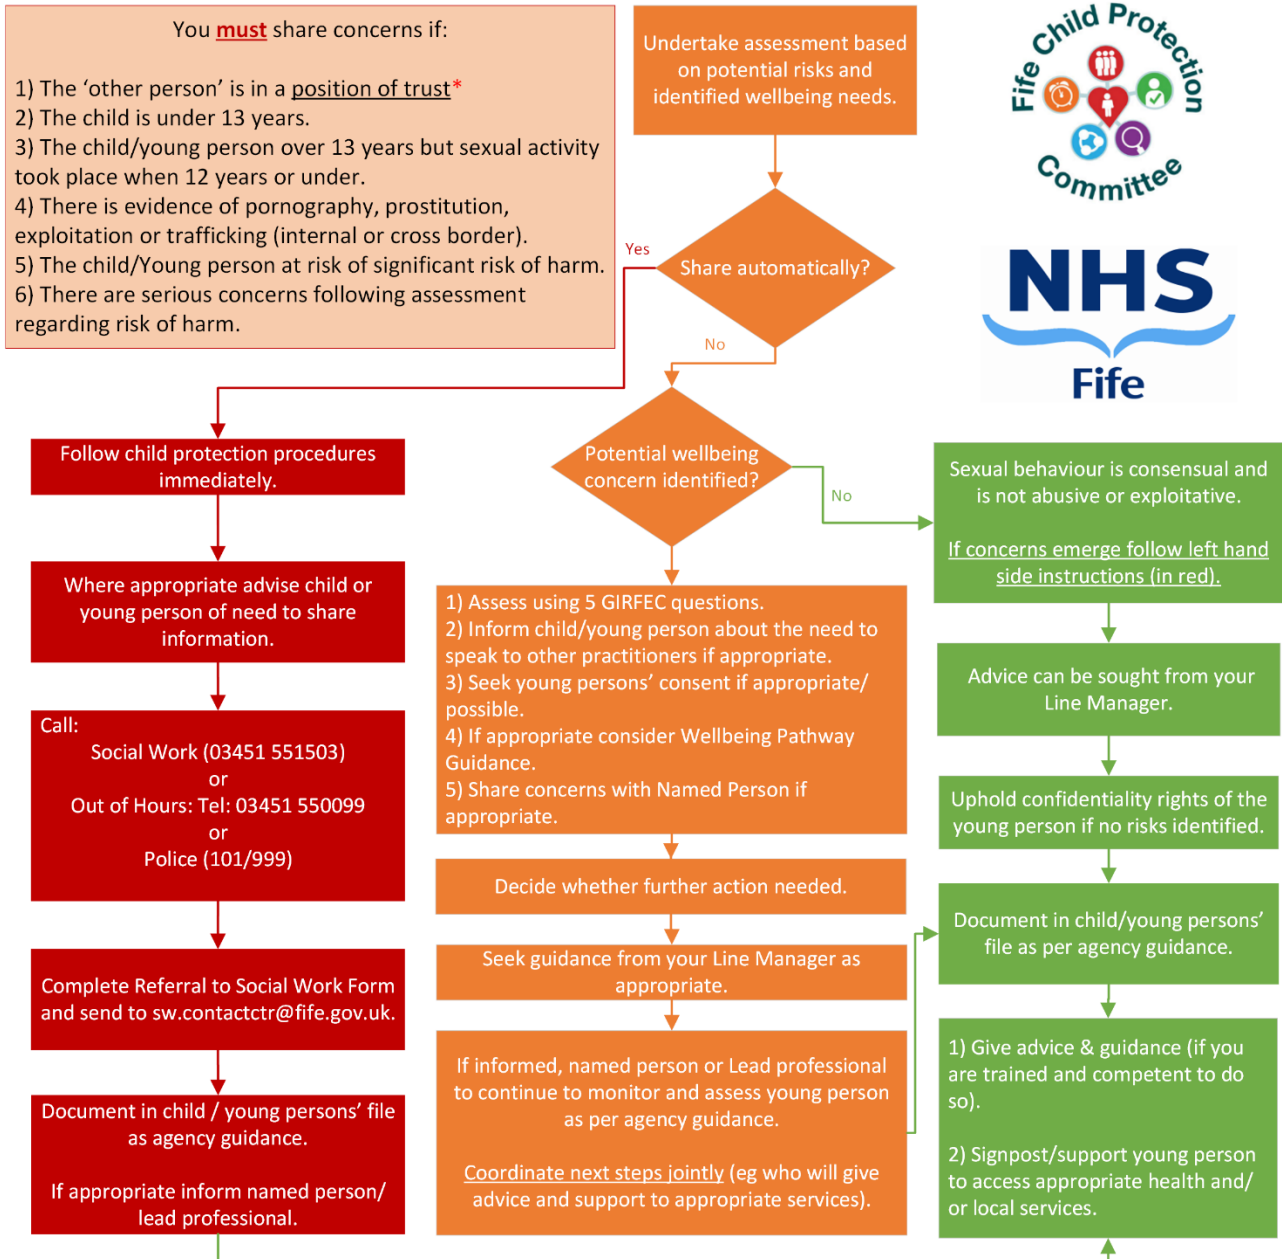 You must share concerns if:
1) The ‘other person’ is in a position of trust*
2) The child is under 13 years.
3) The child/young person over 13 years but sexual activity
took place when 12 years or under.
4) There is evidence of pornography, prostitution,
exploitation or trafficking (internal or cross border).
5) The child/Young person at risk of significant risk of harm.
6) There are serious concerns following assessment
regarding risk of harm.
Undertake assessment based
on potential risks and
identified wellbeing needs.
Fife Child Protection
Committee
NHS
Fife
Share automatically?
Yes
No
Follow child protection procedures
immediately.
Where appropriate advise child or
young person of need to share
information.
Call:
Social Work (03451 551503)
or
Out of Hours: Tel: 03451 550099
or
Police (101/999)
Complete Referral to Social Work Form
and send to sw.contactctr@fife.gov.uk.
Document in child / young persons’ file
as agency guidance.
If appropriate inform named person/
lead professional.
Potential wellbeing
concern identified?
No
1) Assess using 5 GIRFEC questions.
2) Inform child/young person about the need to
speak to other practitioners if appropriate.
3) Seek young persons’ consent if appropriate/
possible.
4) If appropriate consider Wellbeing Pathway
Guidance.
5) Share concerns with Named Person if
appropriate.
Decide whether further action needed.
Seek guidance from your Line Manager as
appropriate.
If informed, named person or Lead professional
to continue to monitor and assess young person
as per agency guidance.
Coordinate next steps jointly (eg who will give
advice and support to appropriate services).
Sexual behaviour is consensual and
is not abusive or exploitative.
If concerns emerge follow left hand
side instructions (in red).
Advice can be sought from your
Line Manager.
Uphold confidentiality rights of the
young person if no risks identified.
Document in child/young persons’
file as per agency guidance.
1) Give advice & guidance (if you
are trained and competent to do
so).
2) Signpost/support young person
to access appropriate health and/
or local services.